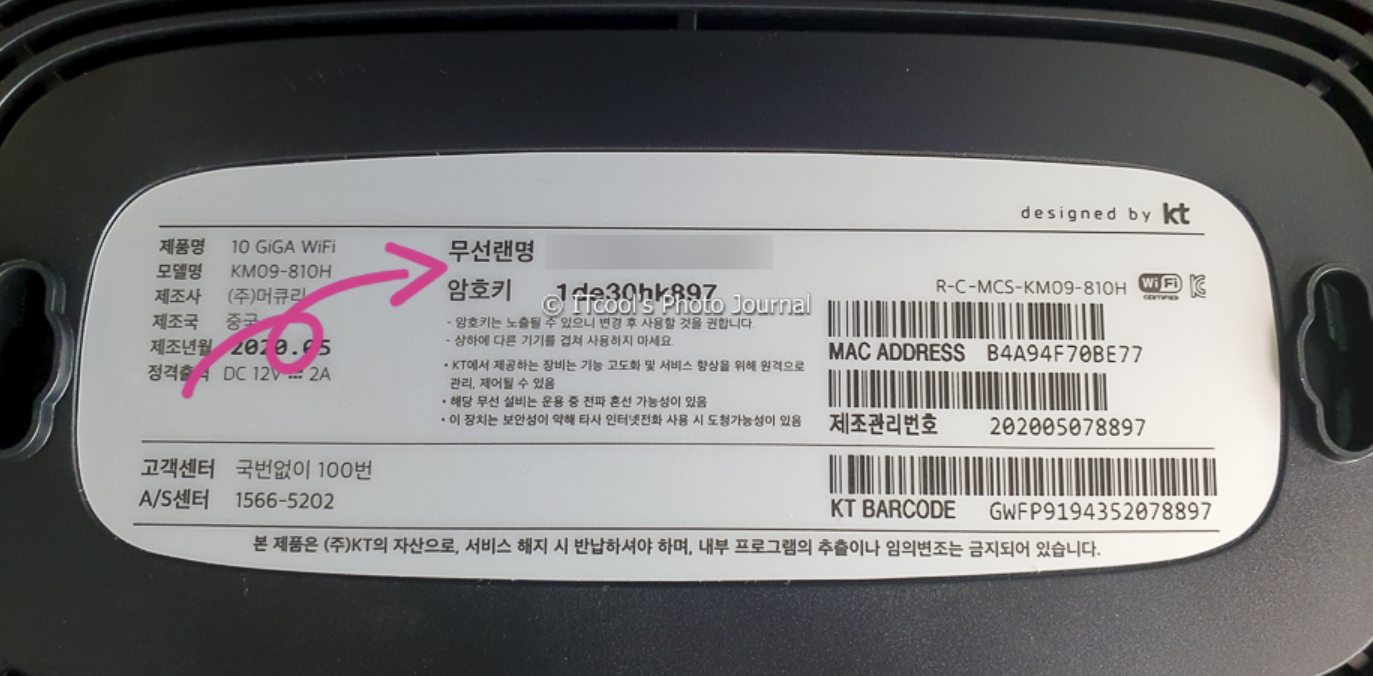 designed by kt
제품명 10 GiGA WiFi
모델명 KM09-810H
제조사 (주)머큐리
제조국 중국
제조년월 2020.05
정격출력 DC 12V 2A
무선랜명
암호키 1de30hk897
© ITcool's Photo Journal
- 암호키는 노출될 수 있으니 변경 후 사용할 것을 권합니다.
- 상하에 다른 기기를 겹쳐 사용하지 마세요.
• KT에서 제공하는 장비는 기능 고도화 및 서비스 향상을 위해 원격으로
관리, 제어될 수 있음
• 해당 무선 설비는 운용 중 전파 혼선 가능성이 있음
• 이 장치는 보안성이 약해 타사 인터넷전화 사용 시 도청가능성이 있음
R-C-MCS-KM09-810H WiFi CERTIFIED
MAC ADDRESS B4A94F70BE77
제조관리번호 202005078897
고객센터 국번없이 100번
A/S센터 1566-5202
KT BARCODE GWFP9194352078897
본 제품은 (주)KT의 자산으로, 서비스 해지 시 반납하셔야 하며, 내부 프로그램의 추출이나 임의변조는 금지되어 있습니다.